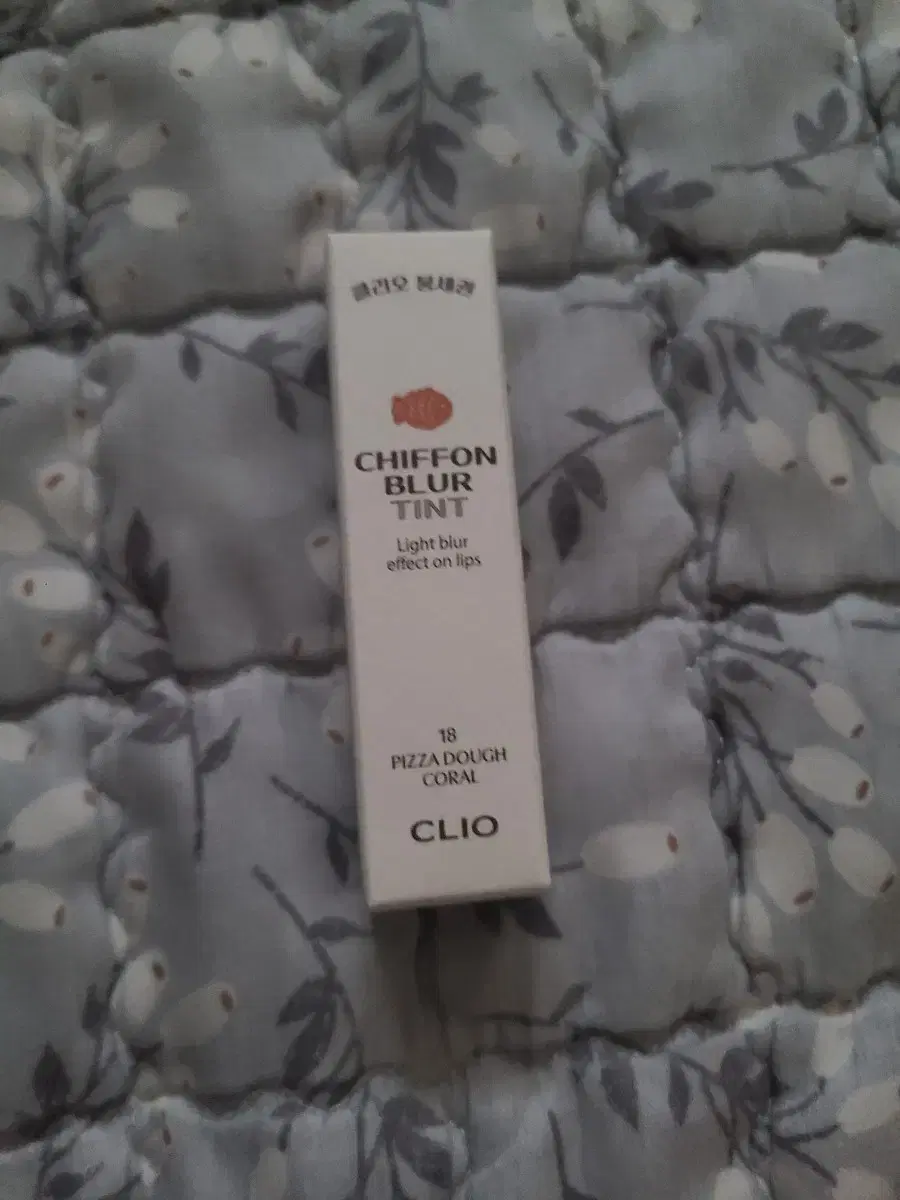 클리오 붕세권
CHIFFON
BLUR
TINT
Light blur
effect on lips
18
PIZZA DOUGH
CORAL
CLIO